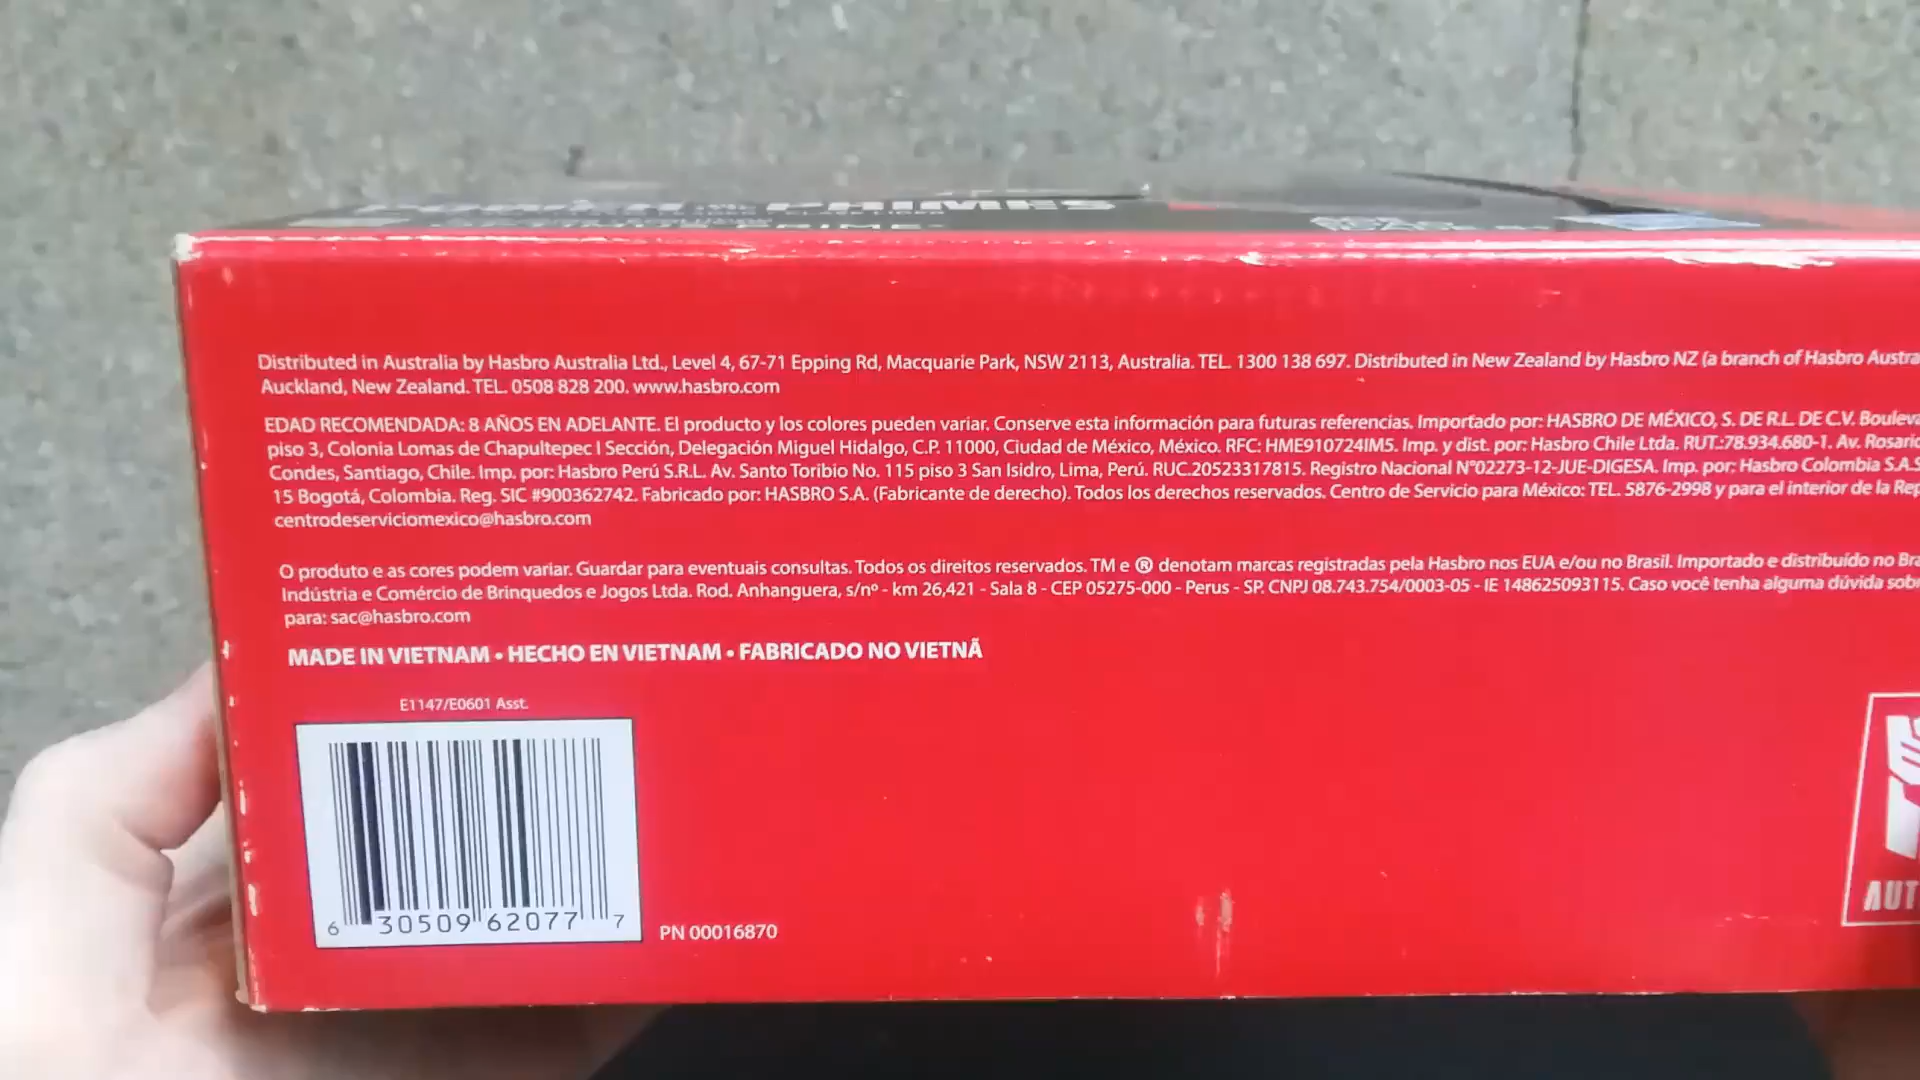 PRIMES
Distributed in Australia by Hasbro Australia Ltd., Level 4, 67-71 Epping Rd, Macquarie Park, NSW 2113, Australia. TEL. 1300 138 697. Distributed in New Zealand by Hasbro NZ (a branch of Hasbro Austra
Auckland, New Zealand. TEL. 0508 828 200. www.hasbro.com
EDAD RECOMENDADA: 8 AÑOS EN ADELANTE. El producto y los colores pueden variar. Conserve esta información para futuras referencias. Importado por: HASBRO DE MÉXICO, S. DE R.L. DE C.V. Bouleva
piso 3, Colonia Lomas de Chapultepec I Sección, Delegación Miguel Hidalgo, C.P. 11000, Ciudad de México, México. RFC: HME910724IM5. Imp. y dist. por: Hasbro Chile Ltda. RUT.:78.934.680-1. Av. Rosario
Condes, Santiago, Chile. Imp. por: Hasbro Perú S.R.L. Av. Santo Toribio No. 115 piso 3 San Isidro, Lima, Perú. RUC.20523317815. Registro Nacional N°02273-12-JUE-DIGESA. Imp. por: Hasbro Colombia S.A.S
15 Bogotá, Colombia. Reg. SIC #900362742. Fabricado por: HASBRO S.A. (Fabricante de derecho). Todos los derechos reservados. Centro de Servicio para México: TEL. 5876-2998 y para el interior de la Rep
centrodeserviciomexico@hasbro.com
O produto e as cores podem variar. Guardar para eventuais consultas. Todos os direitos reservados. TM e ® denotam marcas registradas pela Hasbro nos EUA e/ou no Brasil. Importado e distribuído no Bra
Indústria e Comércio de Brinquedos e Jogos Ltda. Rod. Anhanguera, s/nº - km 26,421 - Sala 8 - CEP 05275-000 - Perus - SP. CNPJ 08.743.754/0003-05 - IE 148625093115. Caso você tenha alguma dúvida sob
para: sac@hasbro.com
MADE IN VIETNAM • HECHO EN VIETNAM • FABRICADO NO VIETNÃ
E1147/E0601 Asst.
6 30509 62077 7
PN 00016870
AUT